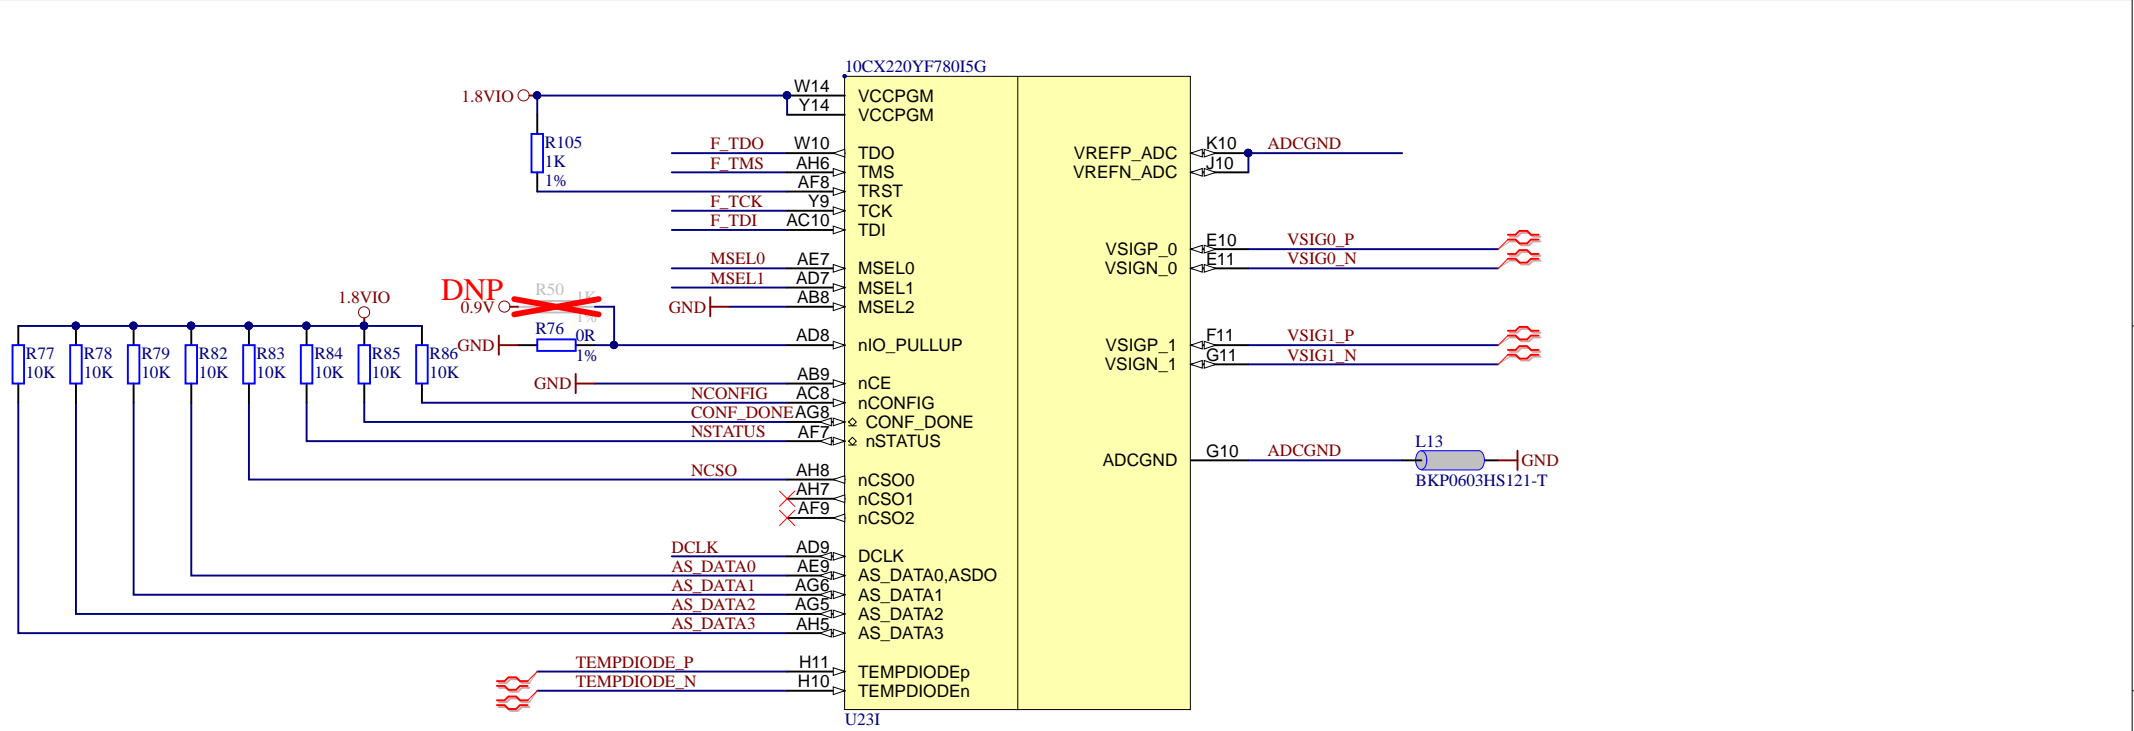 10CX220YF780I5G
1.8VIO
W14
VCCPGM
Y14
VCCPGM
R105
1K
1%
F_TDO
W10
TDO
F_TMS
AH6
TMS
AF8
TRST
F_TCK
Y9
TCK
F_TDI
AC10
TDI
MSEL0
AE7
MSEL0
MSEL1
AD7
MSEL1
GND
AB8
MSEL2
DNP
R50
1K
1%
0.9V
1.8VIO
GND
R76
0R
1%
AD8
nIO_PULLUP
R77
10K
R78
10K
R79
10K
R82
10K
R83
10K
R84
10K
R85
10K
R86
10K
GND
AB9
nCE
NCONFIG
AC8
nCONFIG
CONF_DONE
AG8
CONF_DONE
NSTATUS
AF7
nSTATUS
NCSO
AH8
nCSO0
AH7
nCSO1
AF9
nCSO2
DCLK
AD9
DCLK
AS_DATA0
AE9
AS_DATA0,ASDO
AS_DATA1
AG6
AS_DATA1
AS_DATA2
AG5
AS_DATA2
AS_DATA3
AH5
AS_DATA3
TEMPDIODE_P
H11
TEMPDIODEp
TEMPDIODE_N
H10
TEMPDIODEn
VREFP_ADC
K10
ADCGND
VREFN_ADC
J10
VSIGP_0
E10
VSIG0_P
VSIGN_0
E11
VSIG0_N
VSIGP_1
F11
VSIG1_P
VSIGN_1
G11
VSIG1_N
ADCGND
G10
ADCGND
L13
GND
BKP0603HS121-T
U23I